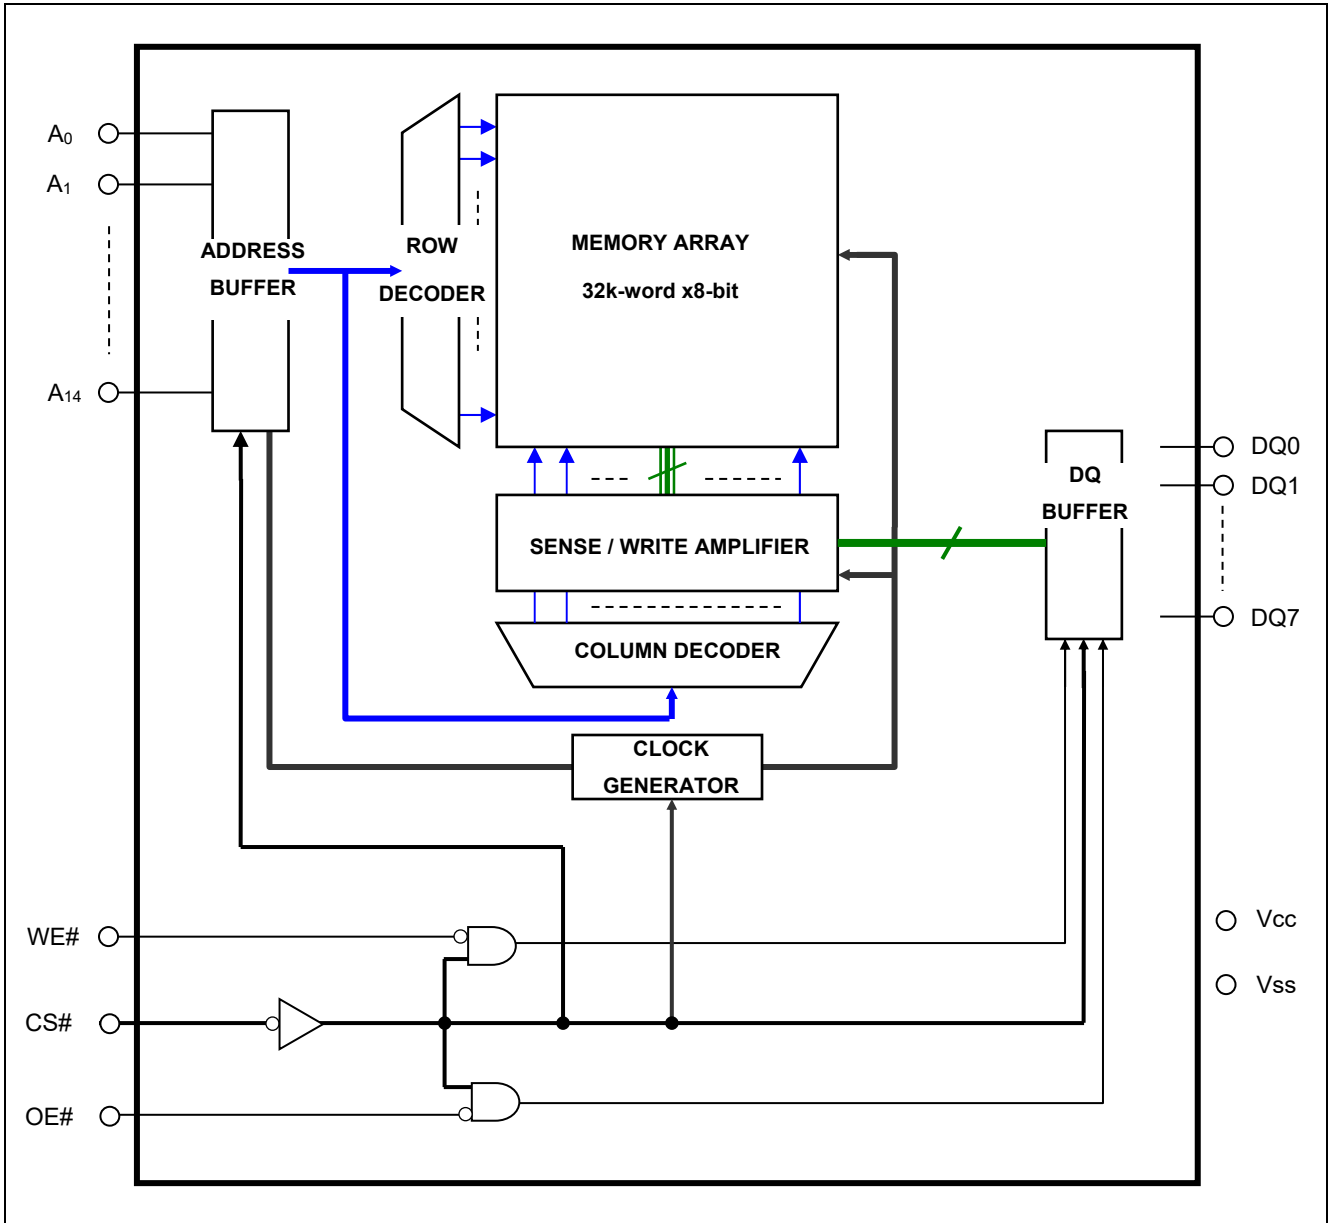 A0
A1
A14
ADDRESS
BUFFER
ROW
DECODER
MEMORY ARRAY
32k-word x8-bit
SENSE / WRITE AMPLIFIER
COLUMN DECODER
CLOCK
GENERATOR
DQ
BUFFER
DQ0
DQ1
DQ7
WE#
CS#
OE#
Vcc
Vss